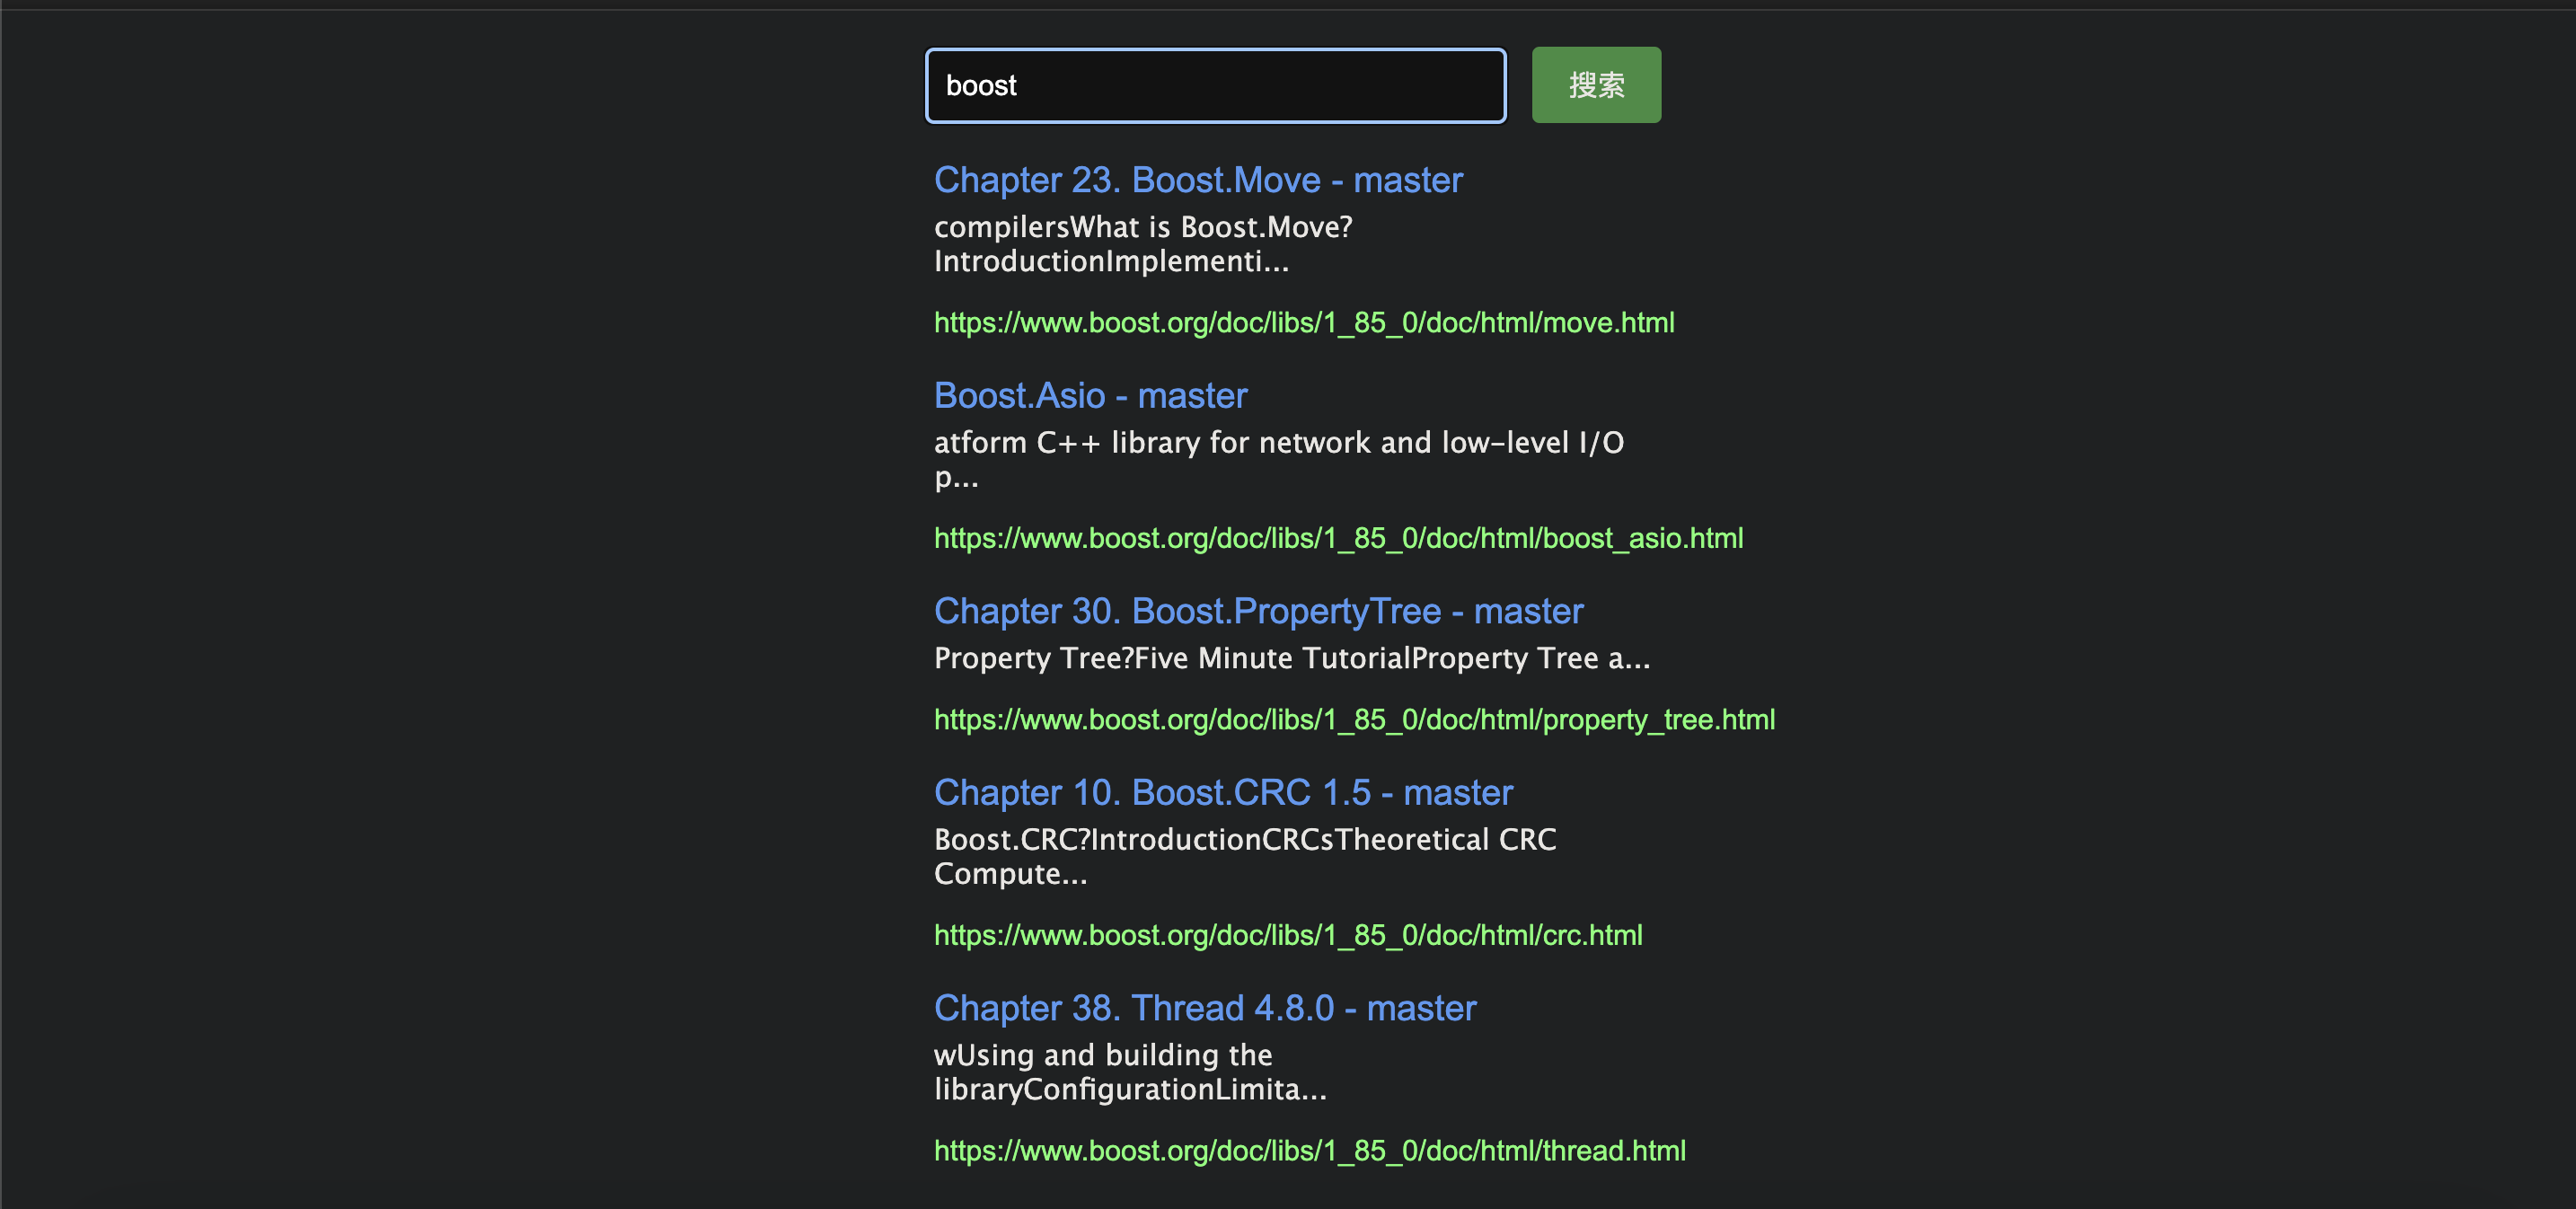 boost
搜索
Chapter 23. Boost.Move - master
compilersWhat is Boost.Move?
IntroductionImplementi...
https://www.boost.org/doc/libs/1_85_0/doc/html/move.html
Boost.Asio - master
atform C++ library for network and low-level I/O
p...
https://www.boost.org/doc/libs/1_85_0/doc/html/boost_asio.html
Chapter 30. Boost.PropertyTree - master
Property Tree?Five Minute TutorialProperty Tree a...
https://www.boost.org/doc/libs/1_85_0/doc/html/property_tree.html
Chapter 10. Boost.CRC 1.5 - master
Boost.CRC?IntroductionCRCsTheoretical CRC
Compute...
https://www.boost.org/doc/libs/1_85_0/doc/html/crc.html
Chapter 38. Thread 4.8.0 - master
wUsing and building the
libraryConfigurationLimita...
https://www.boost.org/doc/libs/1_85_0/doc/html/thread.html